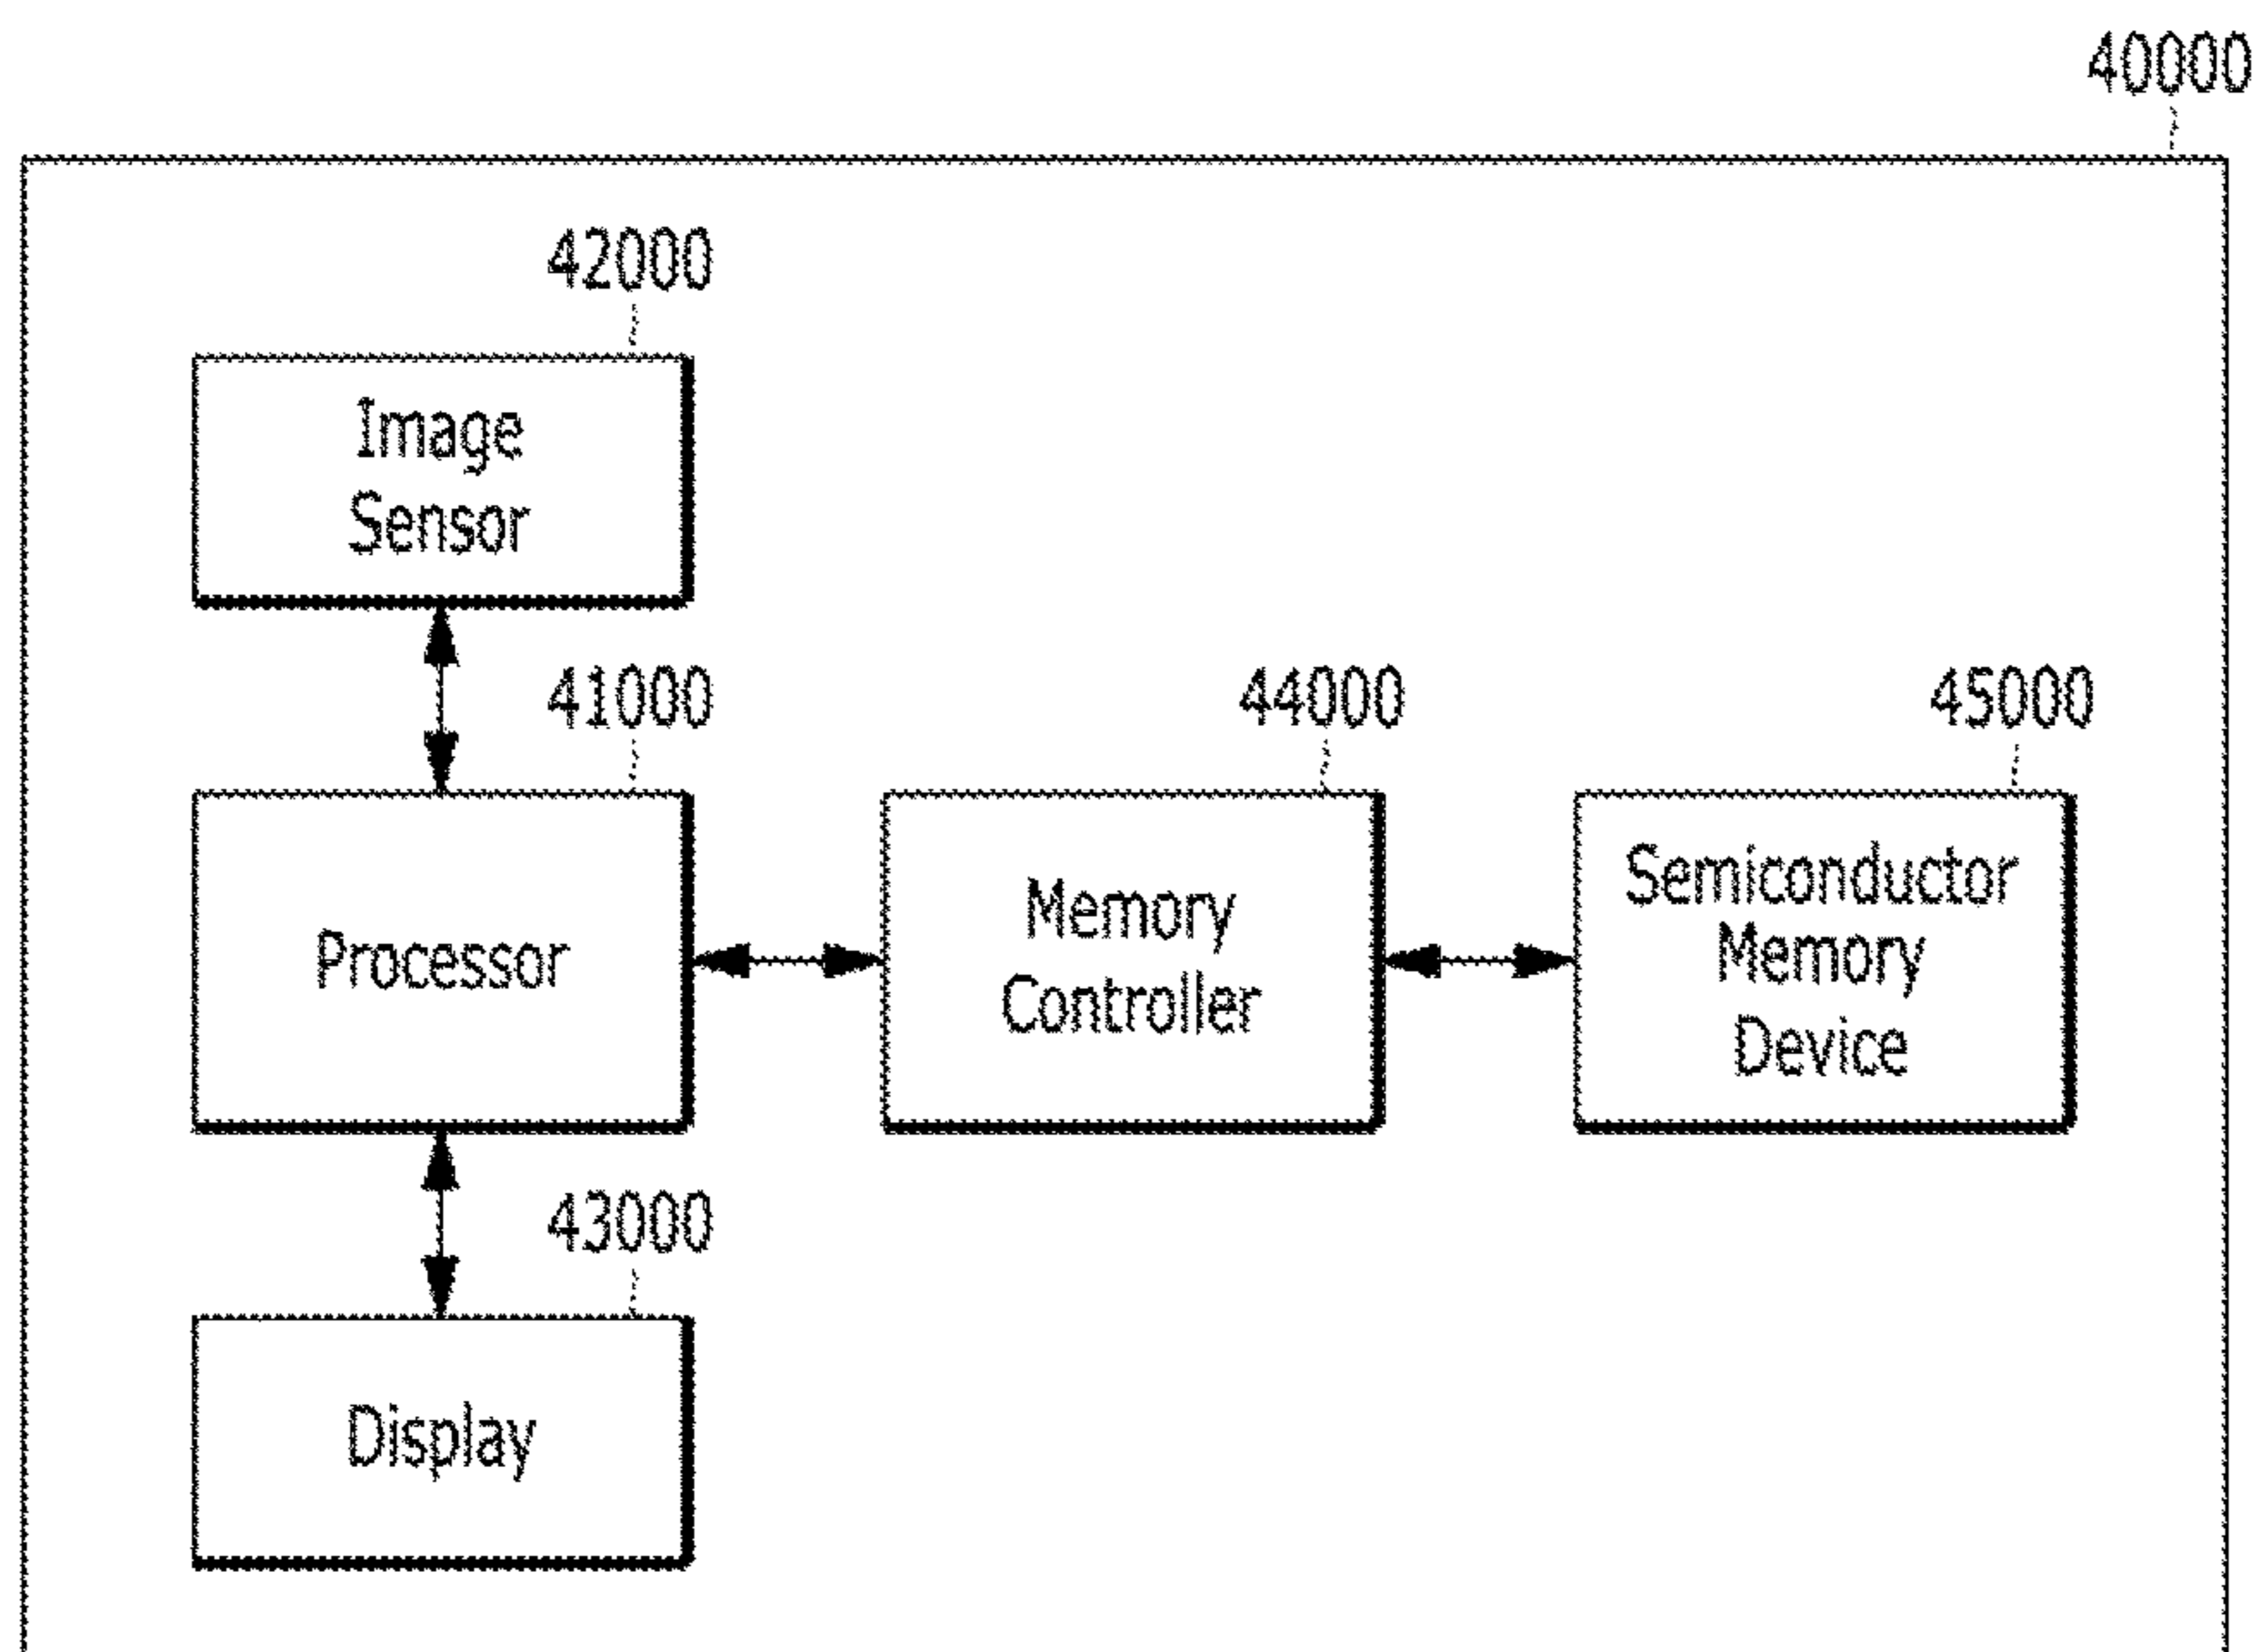 40000
42000
Image
Sensor
41000
Processor
44000
Memory
Controller
45000
Semiconductor
Memory
Device
43000
Display